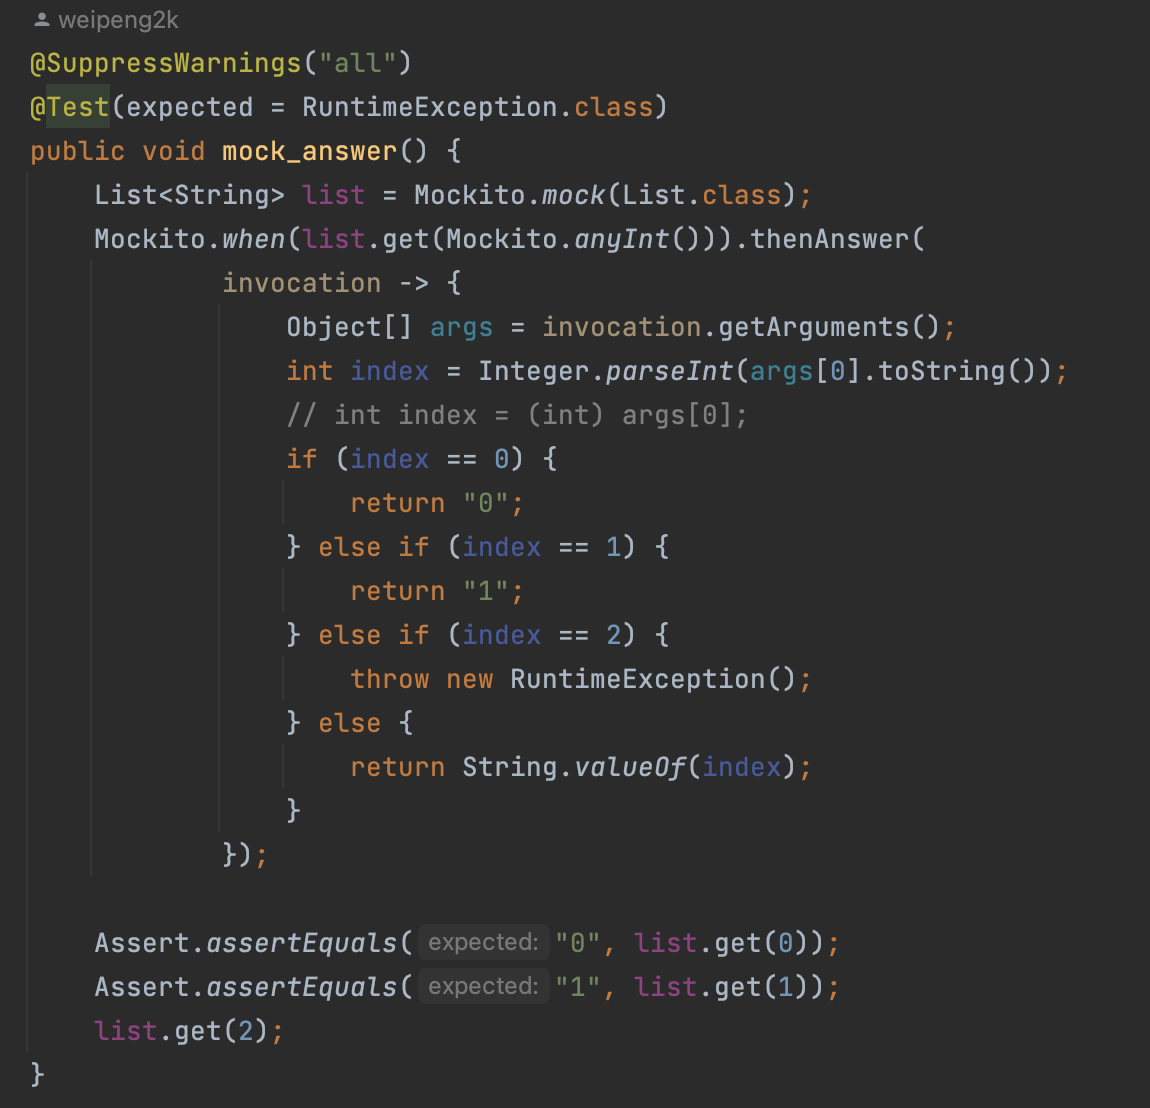 weipeng2k
@SuppressWarnings("all")
@Test(expected = RuntimeException.class)
public void mock_answer() {
    List<String> list = Mockito.mock(List.class);
    Mockito.when(list.get(Mockito.anyInt())).thenAnswer(
            invocation -> {
                Object[] args = invocation.getArguments();
                int index = Integer.parseInt(args[0].toString());
                // int index = (int) args[0];
                if (index == 0) {
                    return "0";
                } else if (index == 1) {
                    return "1";
                } else if (index == 2) {
                    throw new RuntimeException();
                } else {
                    return String.valueOf(index);
                }
            });
    Assert.assertEquals( expected: "0", list.get(0));
    Assert.assertEquals( expected: "1", list.get(1));
    list.get(2);
}